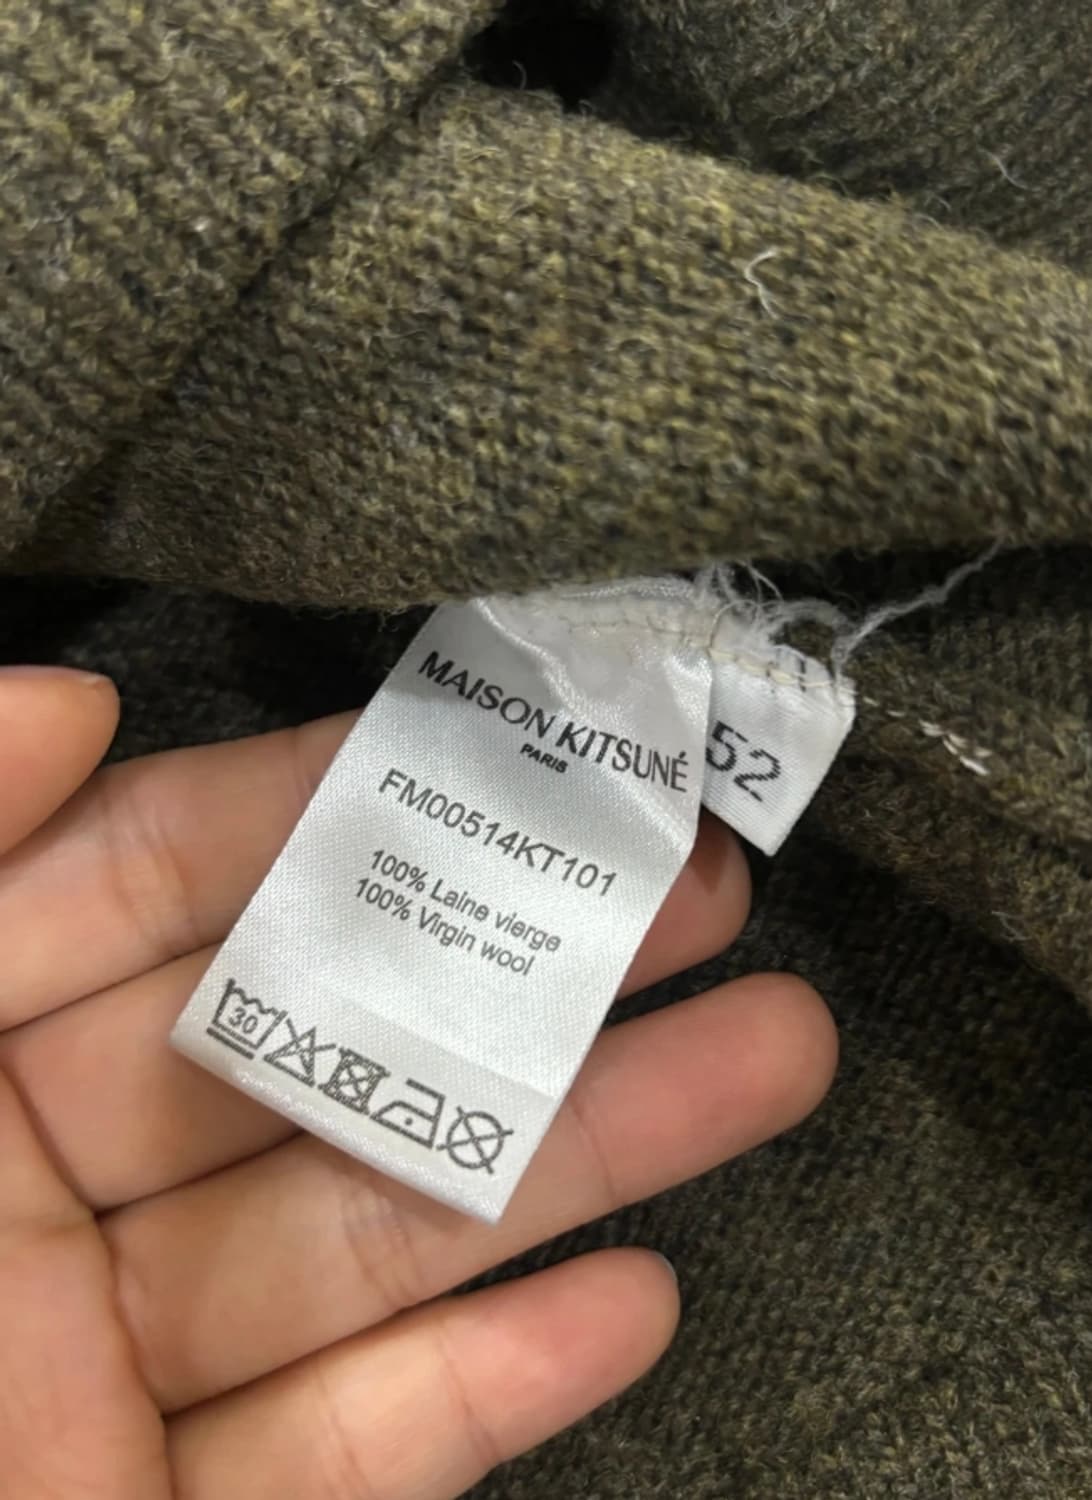 MAISON KITSUNÉ
PARIS
FM00514KT101
100% Laine vierge
100% Virgin wool
30
52